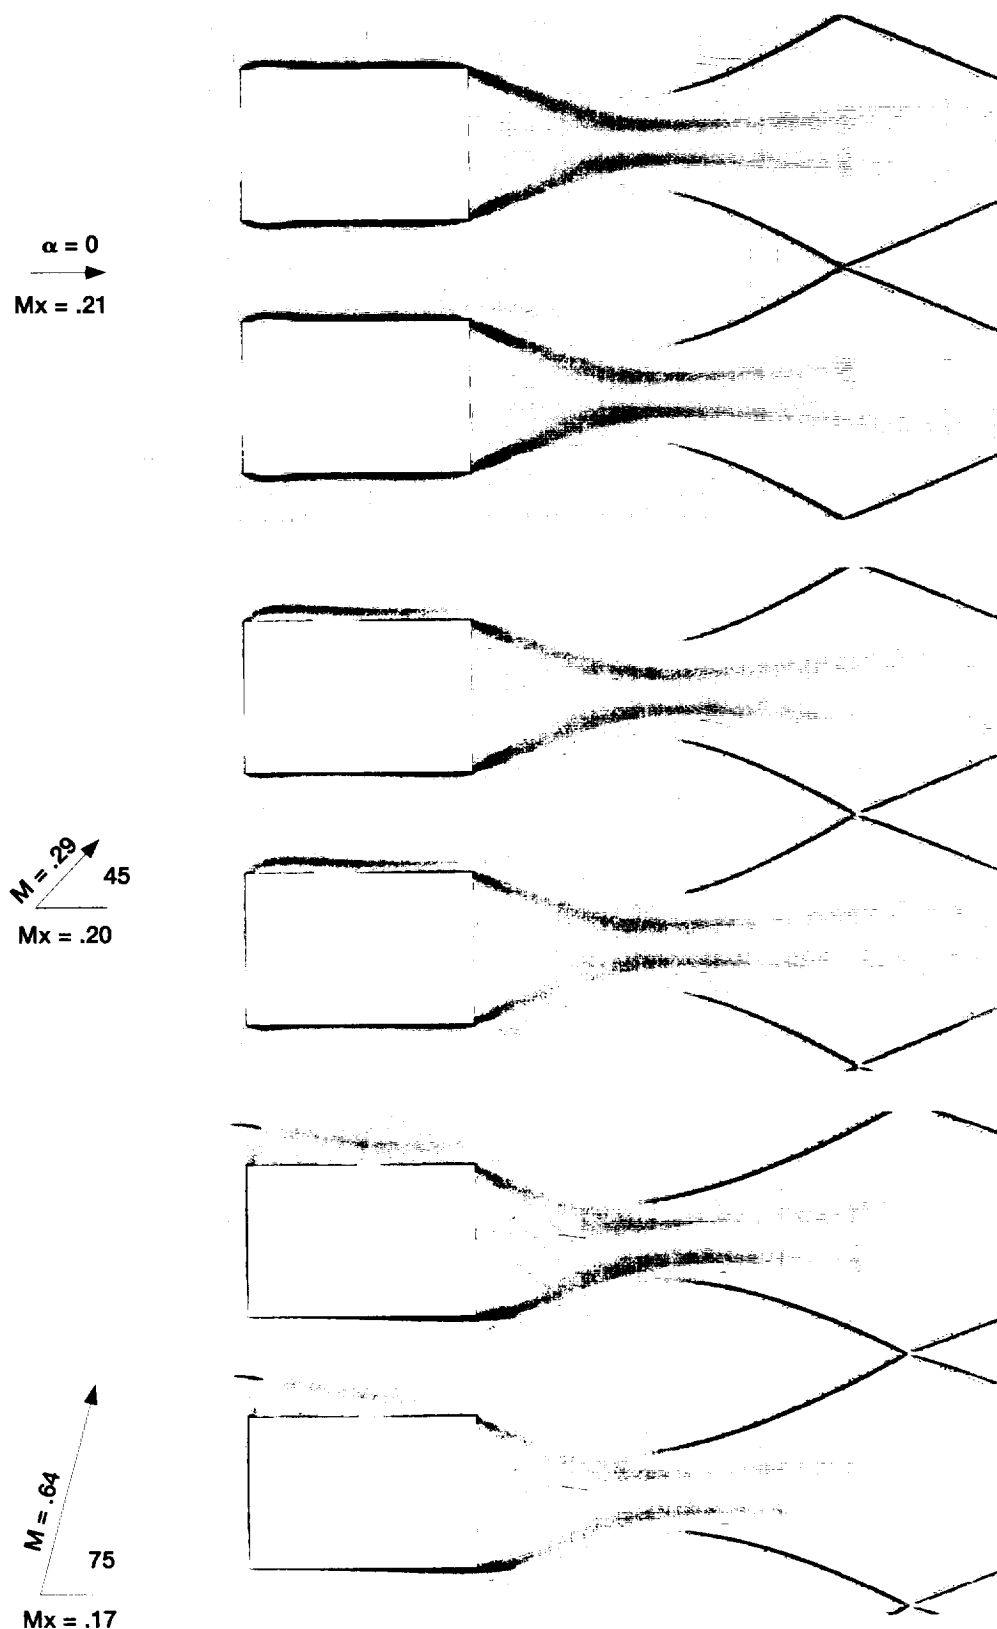 α = 0
Mx = .21
M = .29
45
Mx = .20
M = .64
75
Mx = .17